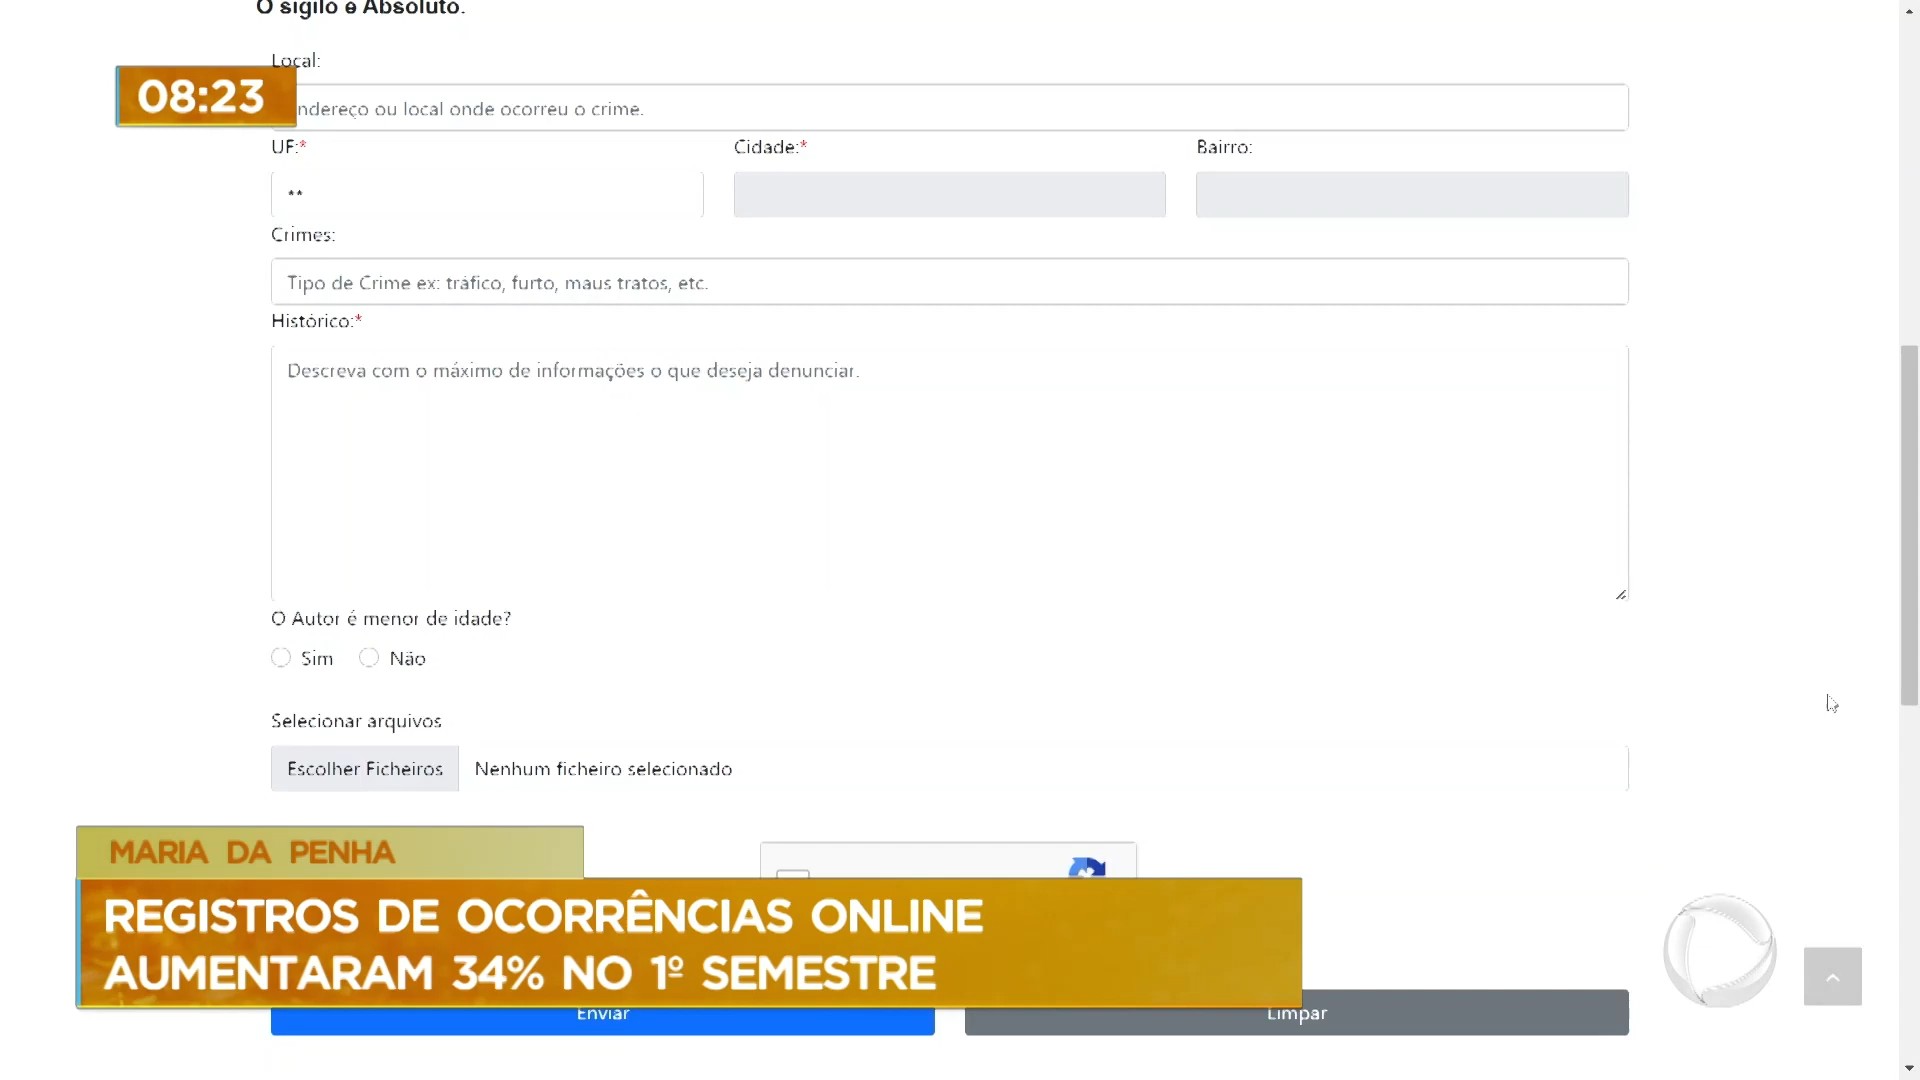 O sigilo é Absoluto.
Local:
08:23
ndereço ou local onde ocorreu o crime.
UF:*
Cidade:*
Bairro:
**
Crimes:
Tipo de Crime ex: tráfico, furto, maus tratos, etc.
Histórico:*
Descreva com o máximo de informações o que deseja denunciar.
O Autor é menor de idade?
Sim
Não
Selecionar arquivos
Escolher Ficheiros
Nenhum ficheiro selecionado
MARIA DA PENHA
REGISTROS DE OCORRÊNCIAS ONLINE
AUMENTARAM 34% NO 1º SEMESTRE
Enviar
Limpar